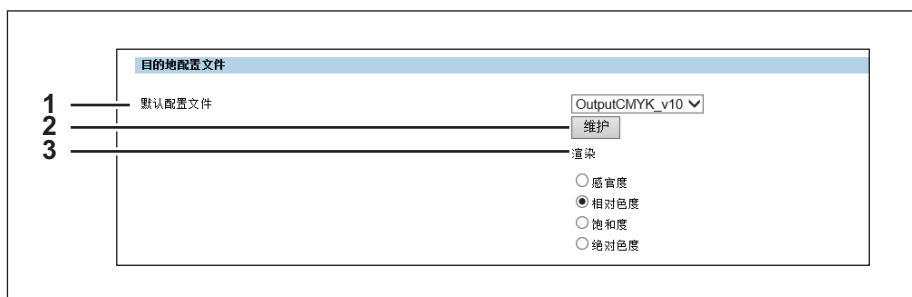 目的地配置文件
1 默认配置文件 OutputCMYK_v10
2 维护
3 渲染
感官度
相对色度
饱和度
绝对色度